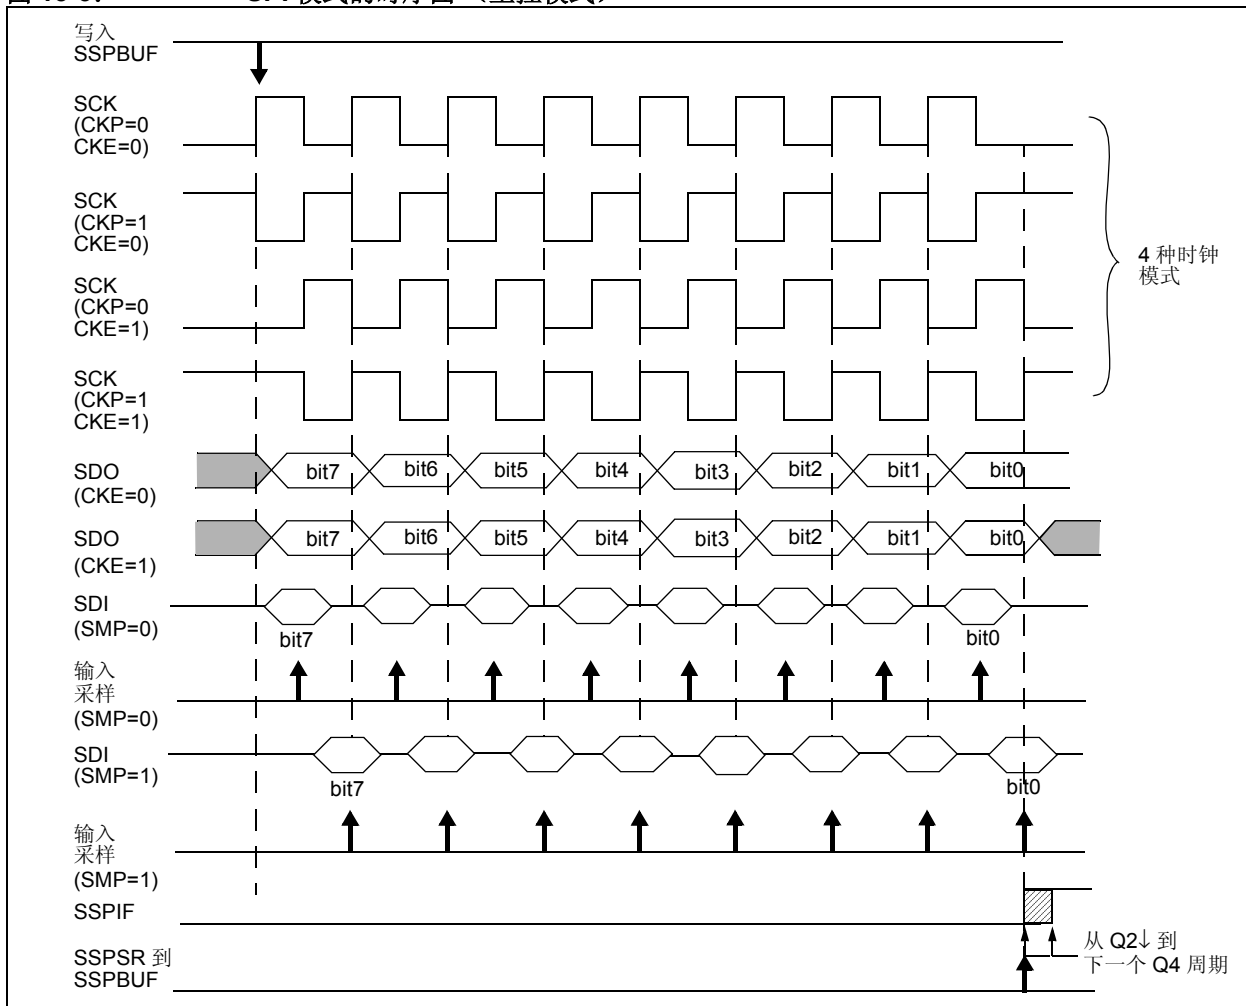 写入
SSPBUF
SCK
(CKP=0
CKE=0)
SCK
(CKP=1
CKE=0)
SCK
(CKP=0
CKE=1)
SCK
(CKP=1
CKE=1)
4 种时钟
模式
SDO
(CKE=0)
bit7 bit6 bit5 bit4 bit3 bit2 bit1 bit0
SDO
(CKE=1)
bit7 bit6 bit5 bit4 bit3 bit2 bit1 bit0
SDI
(SMP=0)
bit7 bit0
输入
采样
(SMP=0)
SDI
(SMP=1)
bit7 bit0
输入
采样
(SMP=1)
SSPIF
从 Q2↓ 到
下一个 Q4 周期
SSPSR 到
SSPBUF